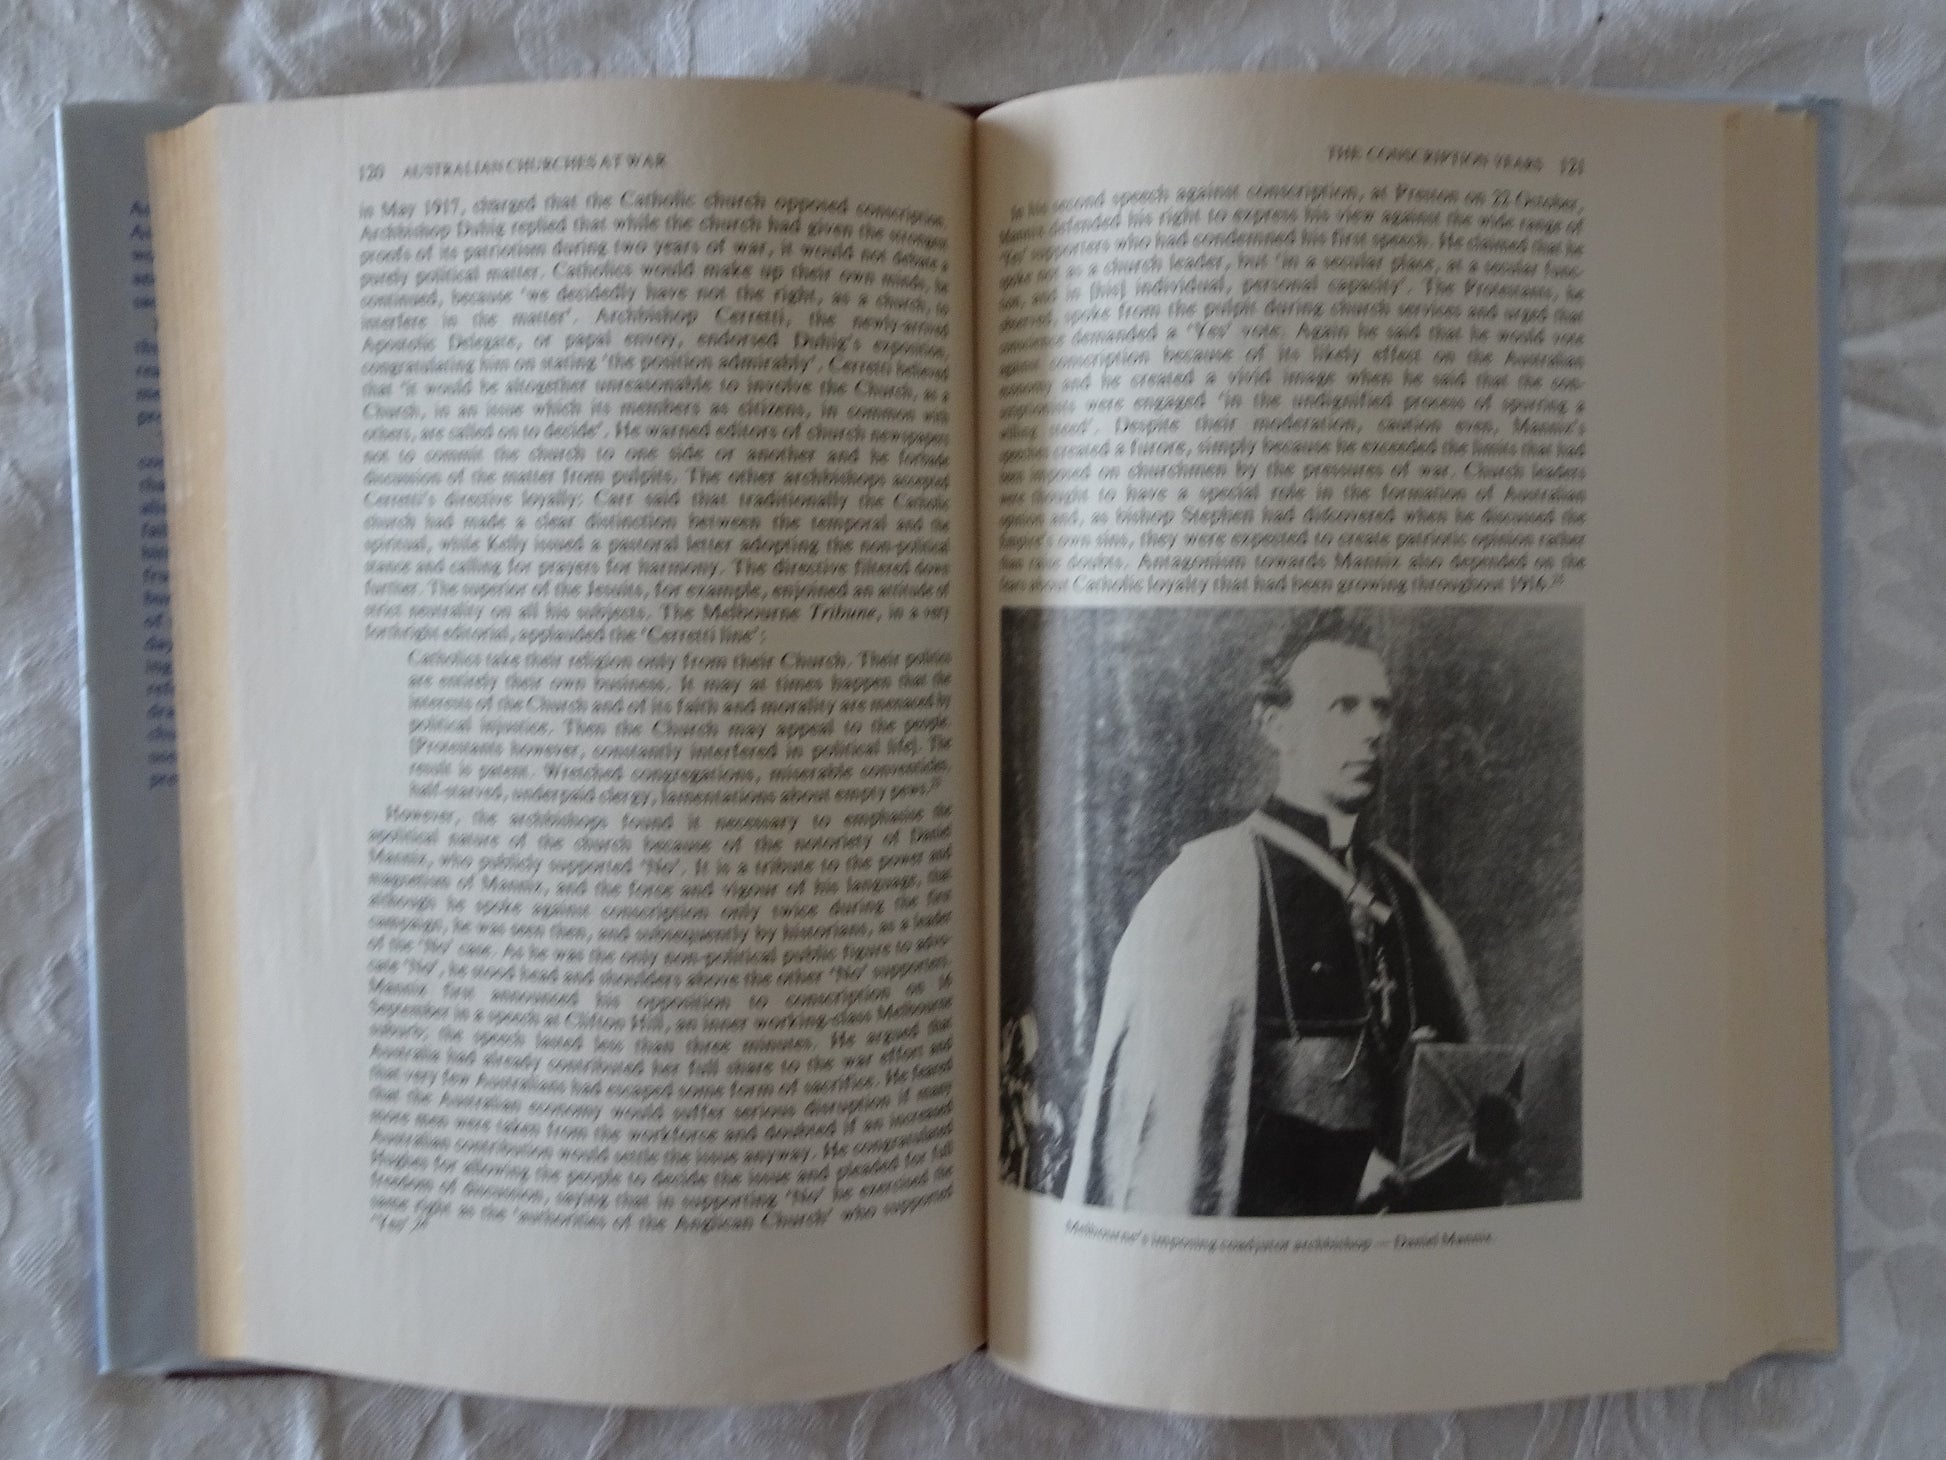 120 AUSTRALIAN CHURCHES AT WAR
in May 1917, charged that the Catholic church opposed conscription,
Archbishop Duhig replied that while the church had given the strongest
proofs of its patriotism during two years of war, it would not debate a
purely political matter. Catholics would make up their own minds, he
continued, because 'we decidedly have not the right, as a church, to
interfere in the matter'. Archbishop Cerretti, the newly-arrived
Apostolic Delegate, or papal envoy, endorsed Duhig's exposition,
congratulating him on stating 'the position admirably'. Cerretti believed
that 'it would be altogether unreasonable to involve the Church, as a
Church, in an issue which its members as citizens, in common with
others, are called on to decide'. He warned editors of church newspapers
not to commit the church to one side or another and he forbade
discussion of the matter from pulpits. The other archbishops accepted
Cerretti's directive loyally: Carr said that traditionally the Catholic
church had made a clear distinction between the temporal and the
spiritual, while Kelly issued a pastoral letter adopting the non-political
stance and calling for prayers for harmony. The directive filtered down
further. The superior of the Jesuits, for example, enjoined an attitude of
strict neutrality on all his subjects. The Melbourne Tribune, in a very
forthright editorial, applauded the 'Cerretti line':
Catholics take their religion only from their Church. Their politics
are entirely their own business. It may at times happen that the
interests of the Church and of its faith and morality are menaced by
political injustice. Then the Church may appeal to the people.
[Protestants however, constantly interfered in political life]. The
result is patent. Wretched congregations, miserable conventicles,
half-starved, underpaid clergy, lamentations about empty pews.
However, the archbishops found it necessary to emphasise the
apolitical nature of the church because of the notoriety of Daniel
Mannix, who publicly supported 'No'. It is a tribute to the power and
magnetism of Mannix, and the force and vigour of his language, that
although he spoke against conscription only twice during the first
campaign, he was seen then, and subsequently by historians, as a leader
of the 'No' case. As he was the only non-political public figure to advo-
cate 'No', he stood head and shoulders above the other 'No' supporters.
Mannix first announced his opposition to conscription on 16
September in a speech at Clifton Hill, an inner working-class Melbourne
suburb; the speech lasted less than three minutes. He argued that
Australia had already contributed her full share to the war effort and
that very few Australians had escaped some form of sacrifice. He feared
that the Australian economy would suffer serious disruption if many
more men were taken from the workforce and doubted if an increased
Australian contribution would settle the issue anyway. He congratulated
Hughes for allowing the people to decide the issue and pleaded for full
freedom of discussion, saying that in supporting 'No' he exercised the
same right as the 'authorities of the Anglican Church' who supported
'Yes'.
THE CONSCRIPTION YEARS 121
In his second speech against conscription, at Preston on 22 October,
Mannix defended his right to express his view against the wide range of
'Yes' supporters who had condemned his first speech. He claimed that he
spoke not as a church leader, but 'in a secular place, at a secular func-
tion, and in [his] individual, personal capacity'. The Protestants, he
observed, spoke from the pulpit during church services and urged that
conscience demanded a 'Yes' vote. Again he said that he would vote
against conscription because of its likely effect on the Australian
economy and he created a vivid image when he said that the con-
scriptionists were engaged 'in the undignified process of spurring a
willing steed'. Despite their moderation, caution even, Mannix's
speeches created a furore, simply because he exceeded the limits that had
been imposed on churchmen by the pressures of war. Church leaders
were thought to have a special role in the formation of Australian
opinion and, as bishop Stephen had discovered when he discussed the
Empire's own sins, they were expected to create patriotic opinion rather
than raise doubts. Antagonism towards Mannix also depended on the
fears about Catholic loyalty that had been growing throughout 1916.
Melbourne's imposing coadjutor archbishop — Daniel Mannix.